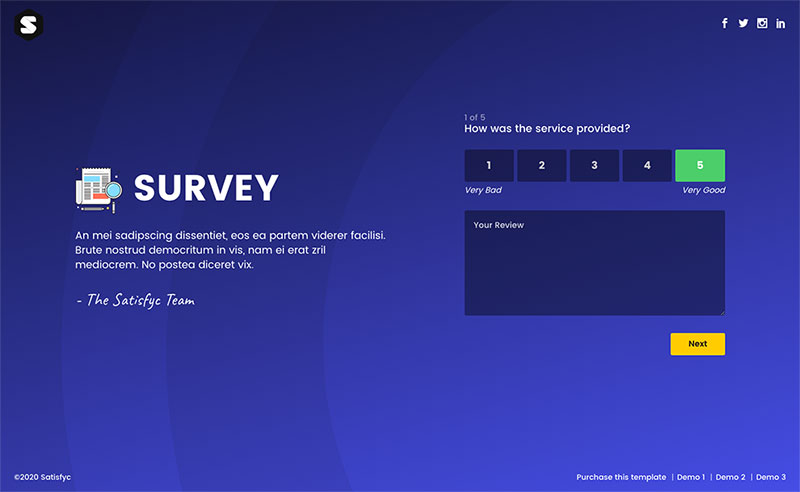 S
1 of 5
How was the service provided?
1 2 3 4 5
Very Bad Very Good
SURVEY
An mei sadipscing dissentiet, eos ea partem viderer facilisi.
Brute nostrud democritum in vis, nam ei erat zril
mediocrem. No postea diceret vix.
- The Satisfyc Team
Your Review
Next
©2020 Satisfyc
Purchase this template | Demo 1 | Demo 2 | Demo 3